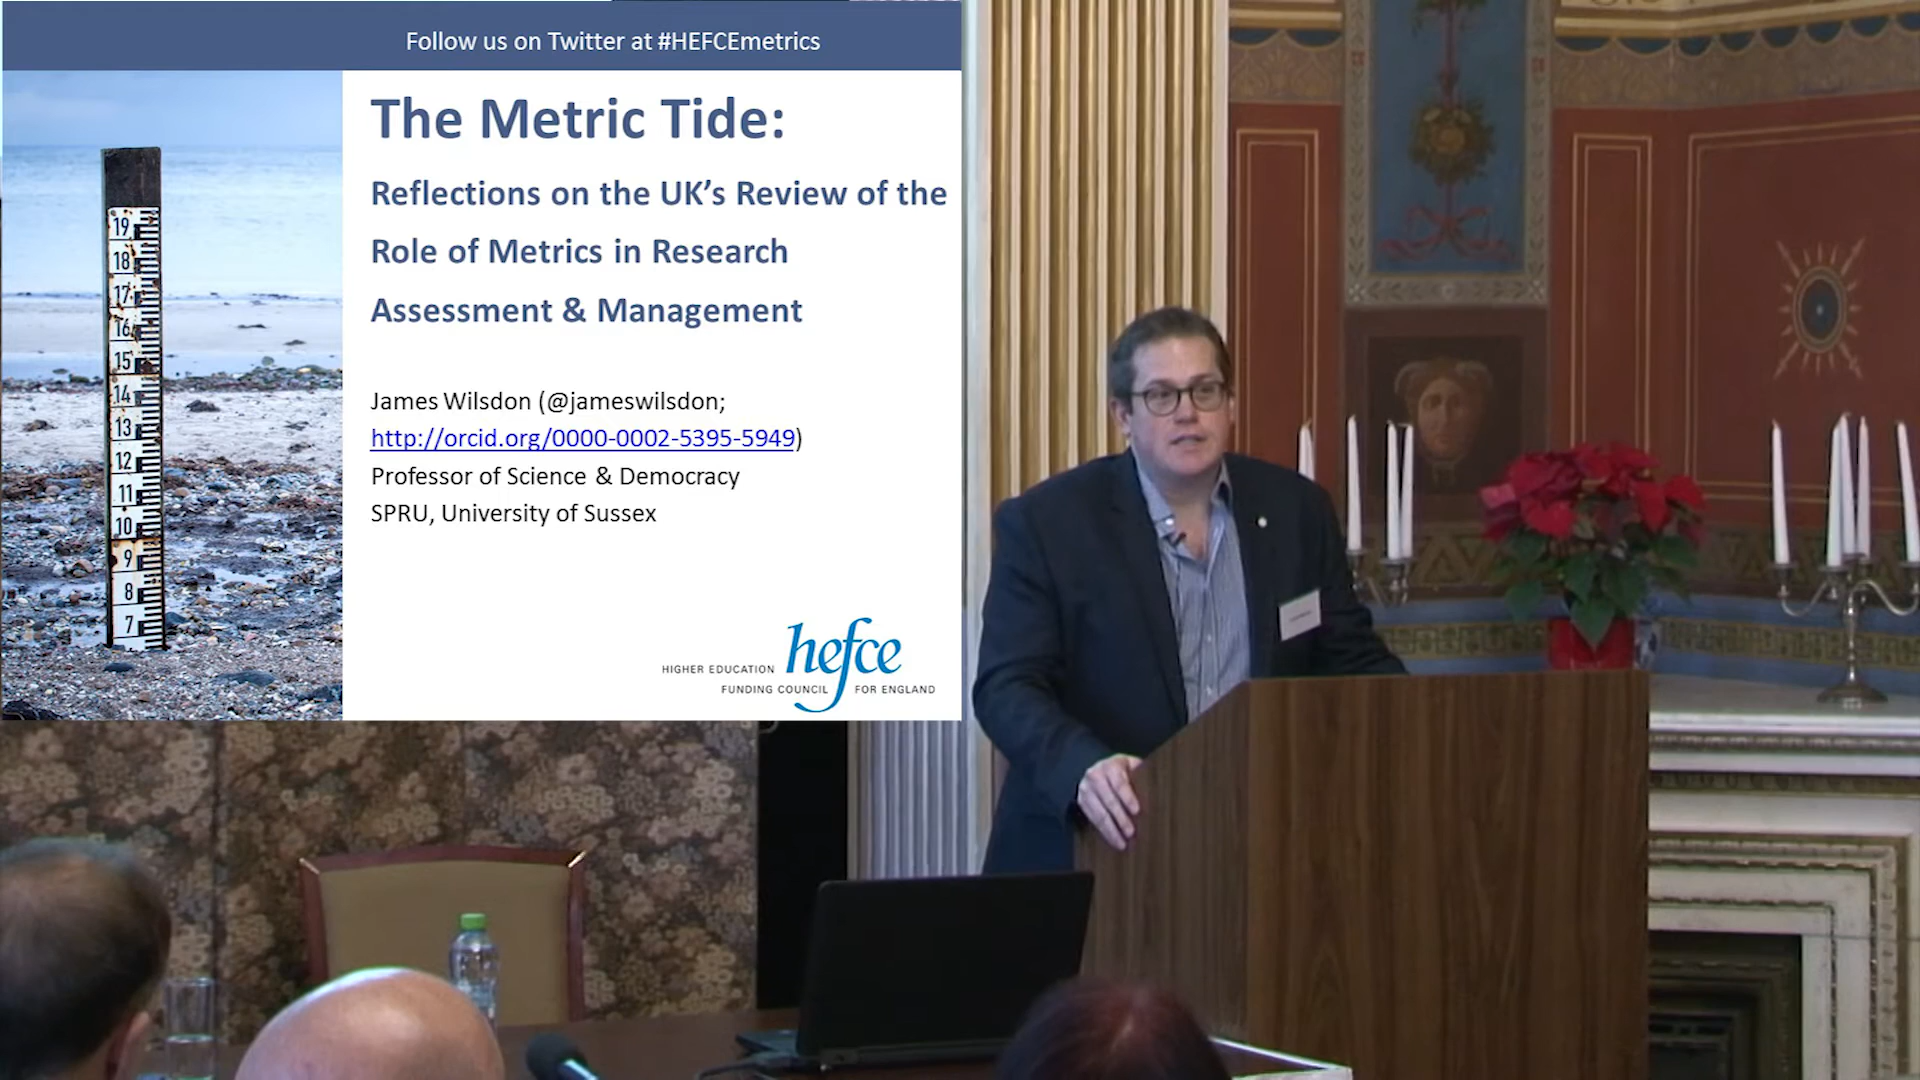 Follow us on Twitter at #HEFCEmetrics
The Metric Tide:
Reflections on the UK’s Review of the
Role of Metrics in Research
Assessment & Management
James Wilsdon (@jameswilsdon;
http://orcid.org/0000-0002-5395-5949)
Professor of Science & Democracy
SPRU, University of Sussex
hefce
HIGHER EDUCATION
FUNDING COUNCIL FOR ENGLAND
19
18
17
16
15
14
13
12
11
10
9
8
7